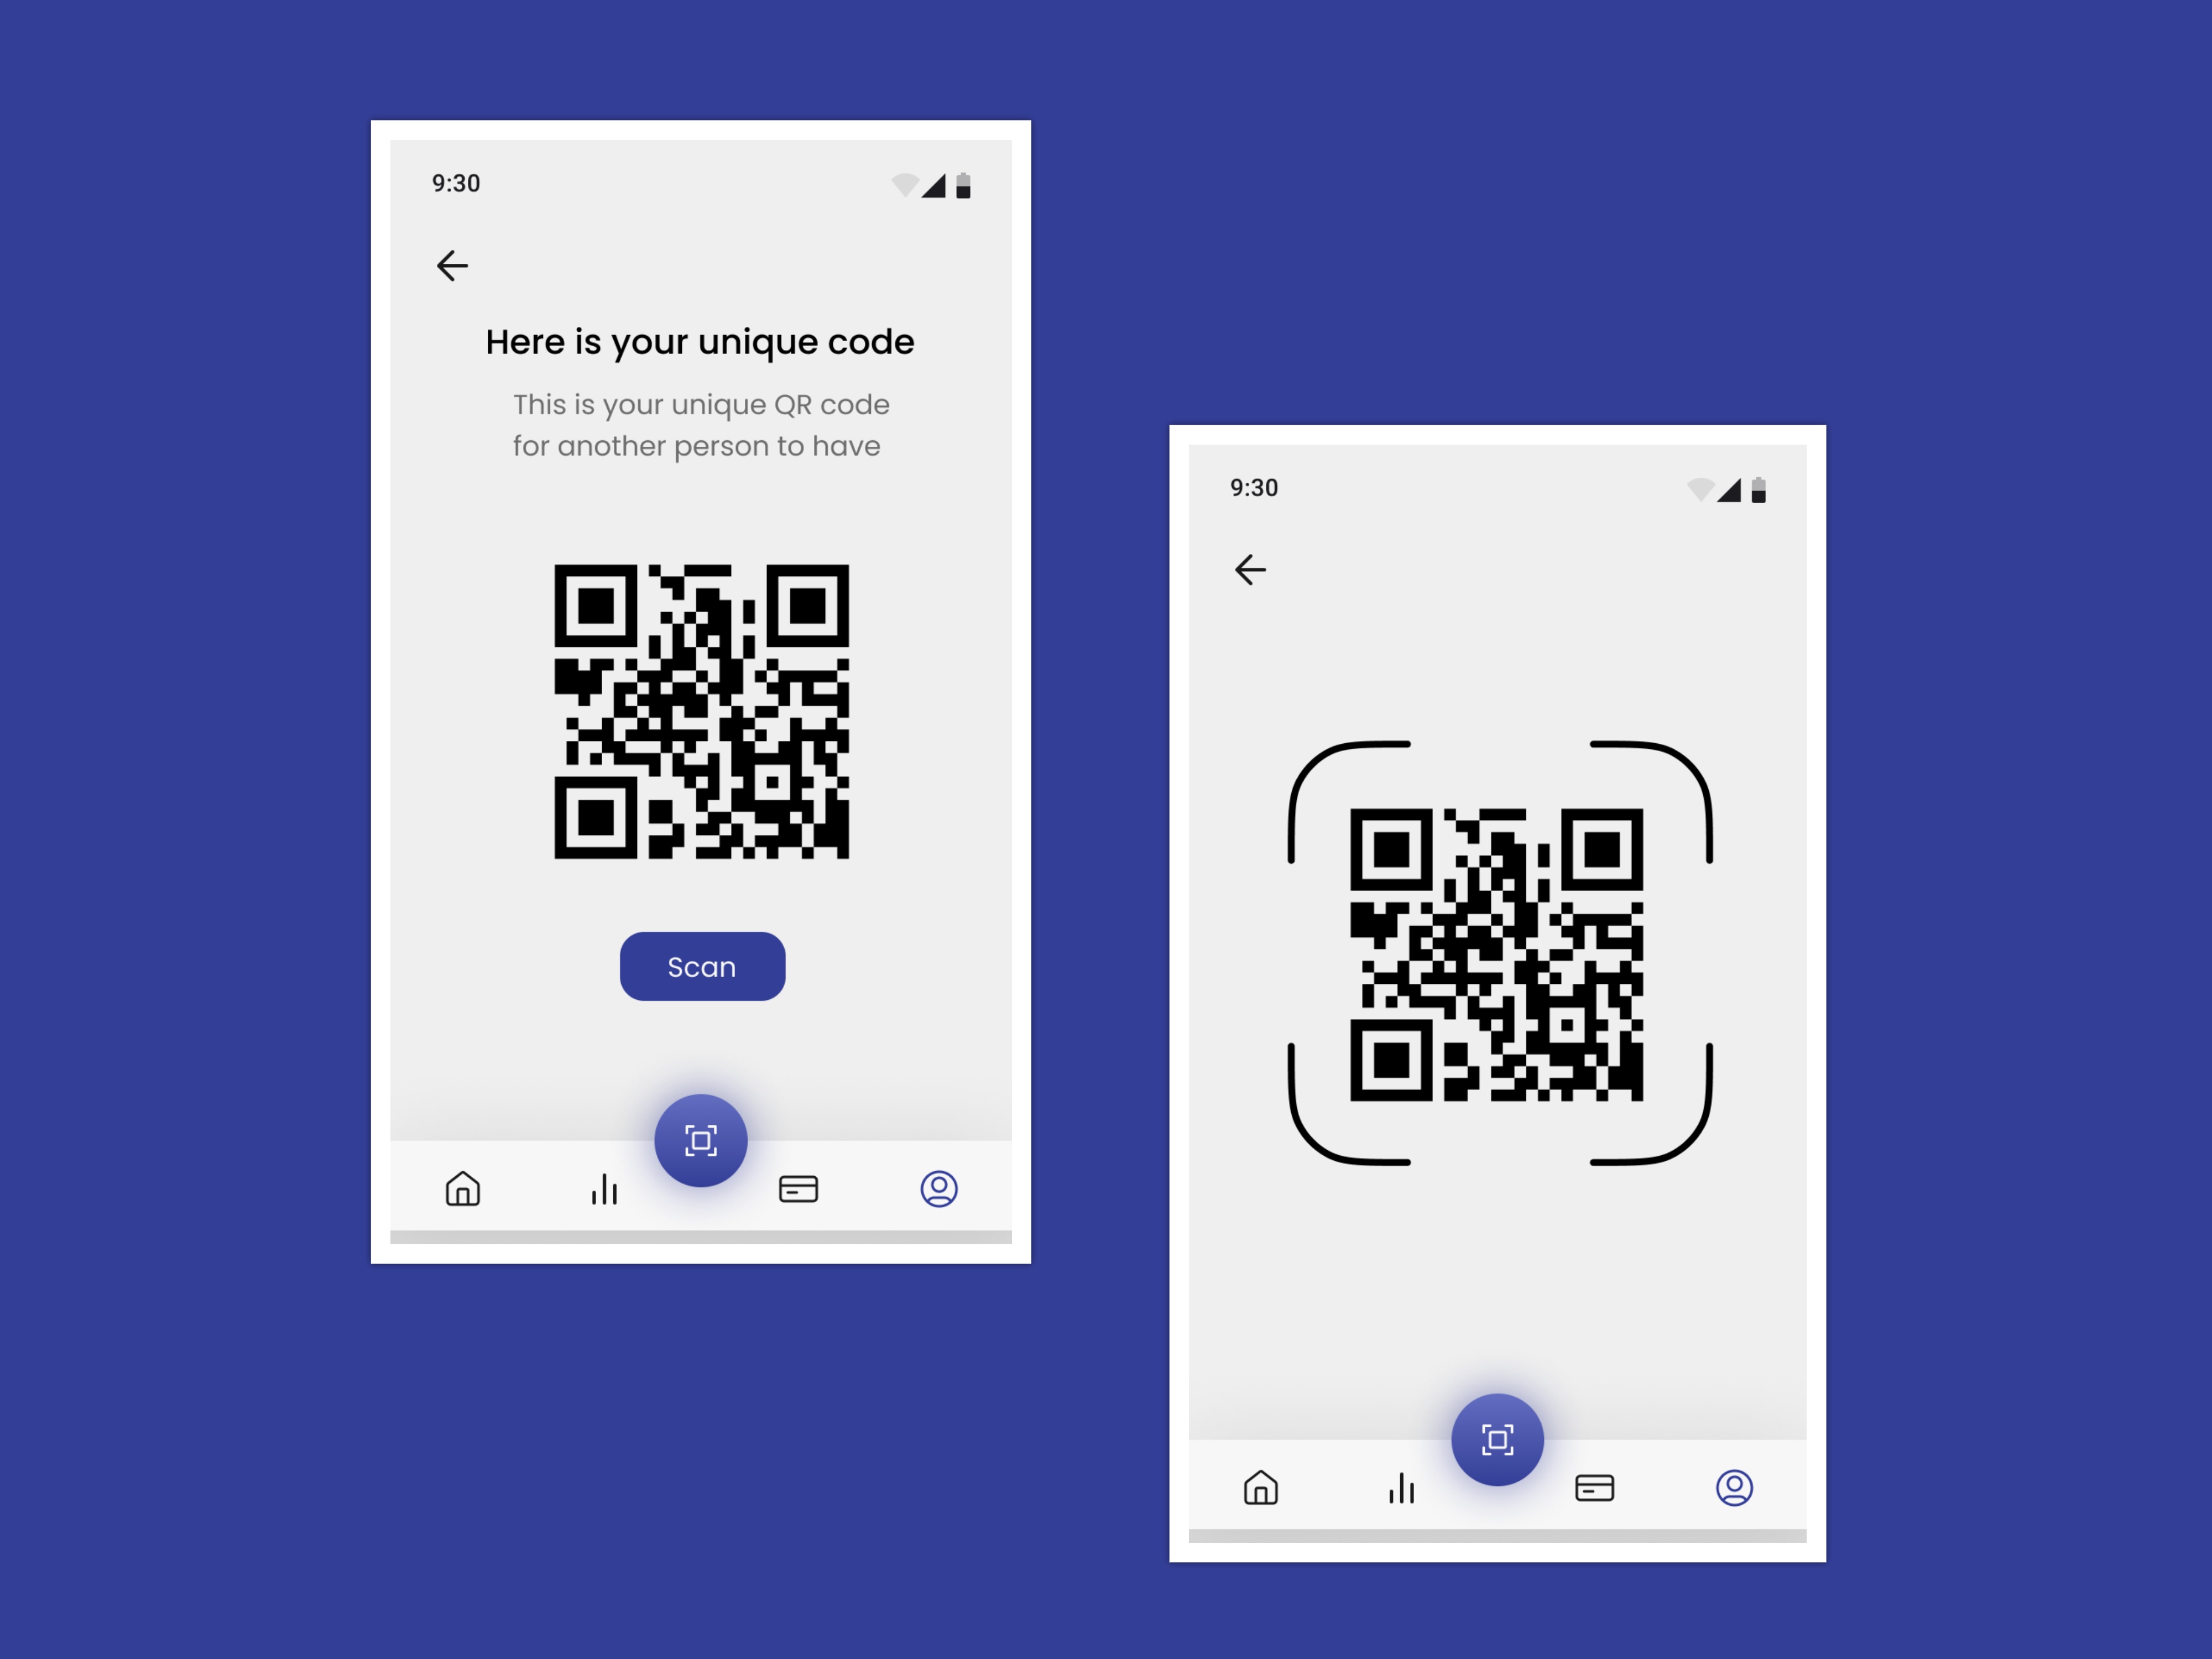 9:30
Here is your unique code
This is your unique QR code
for another person to have
Scan
9:30